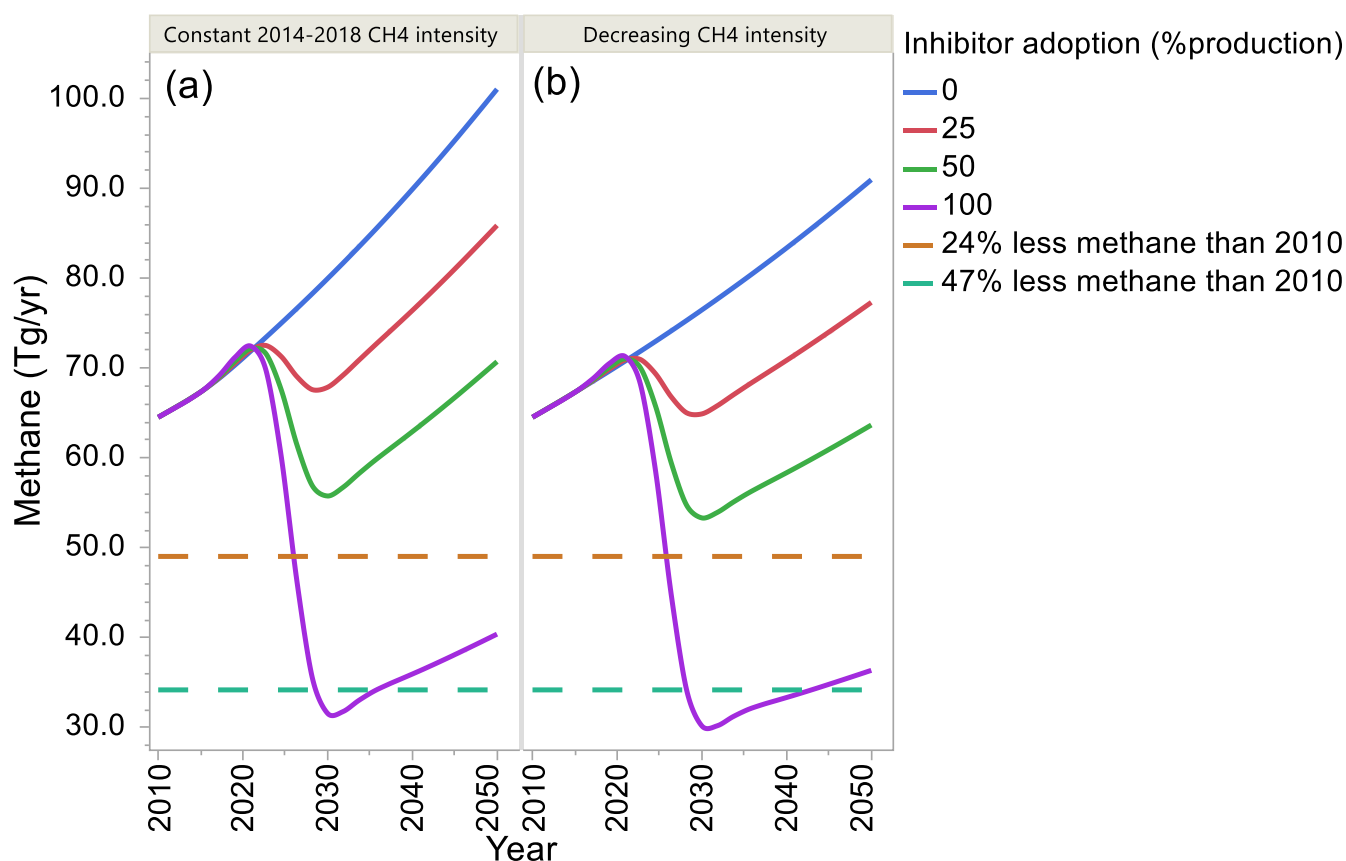 Constant 2014-2018 CH4 intensity
Decreasing CH4 intensity
Inhibitor adoption (%production)
0
25
50
100
24% less methane than 2010
47% less methane than 2010
(a)
(b)
Methane (Tg/yr)
100.0
90.0
80.0
70.0
60.0
50.0
40.0
30.0
2010
2020
2030
2040
2050
2010
2020
2030
2040
2050
Year